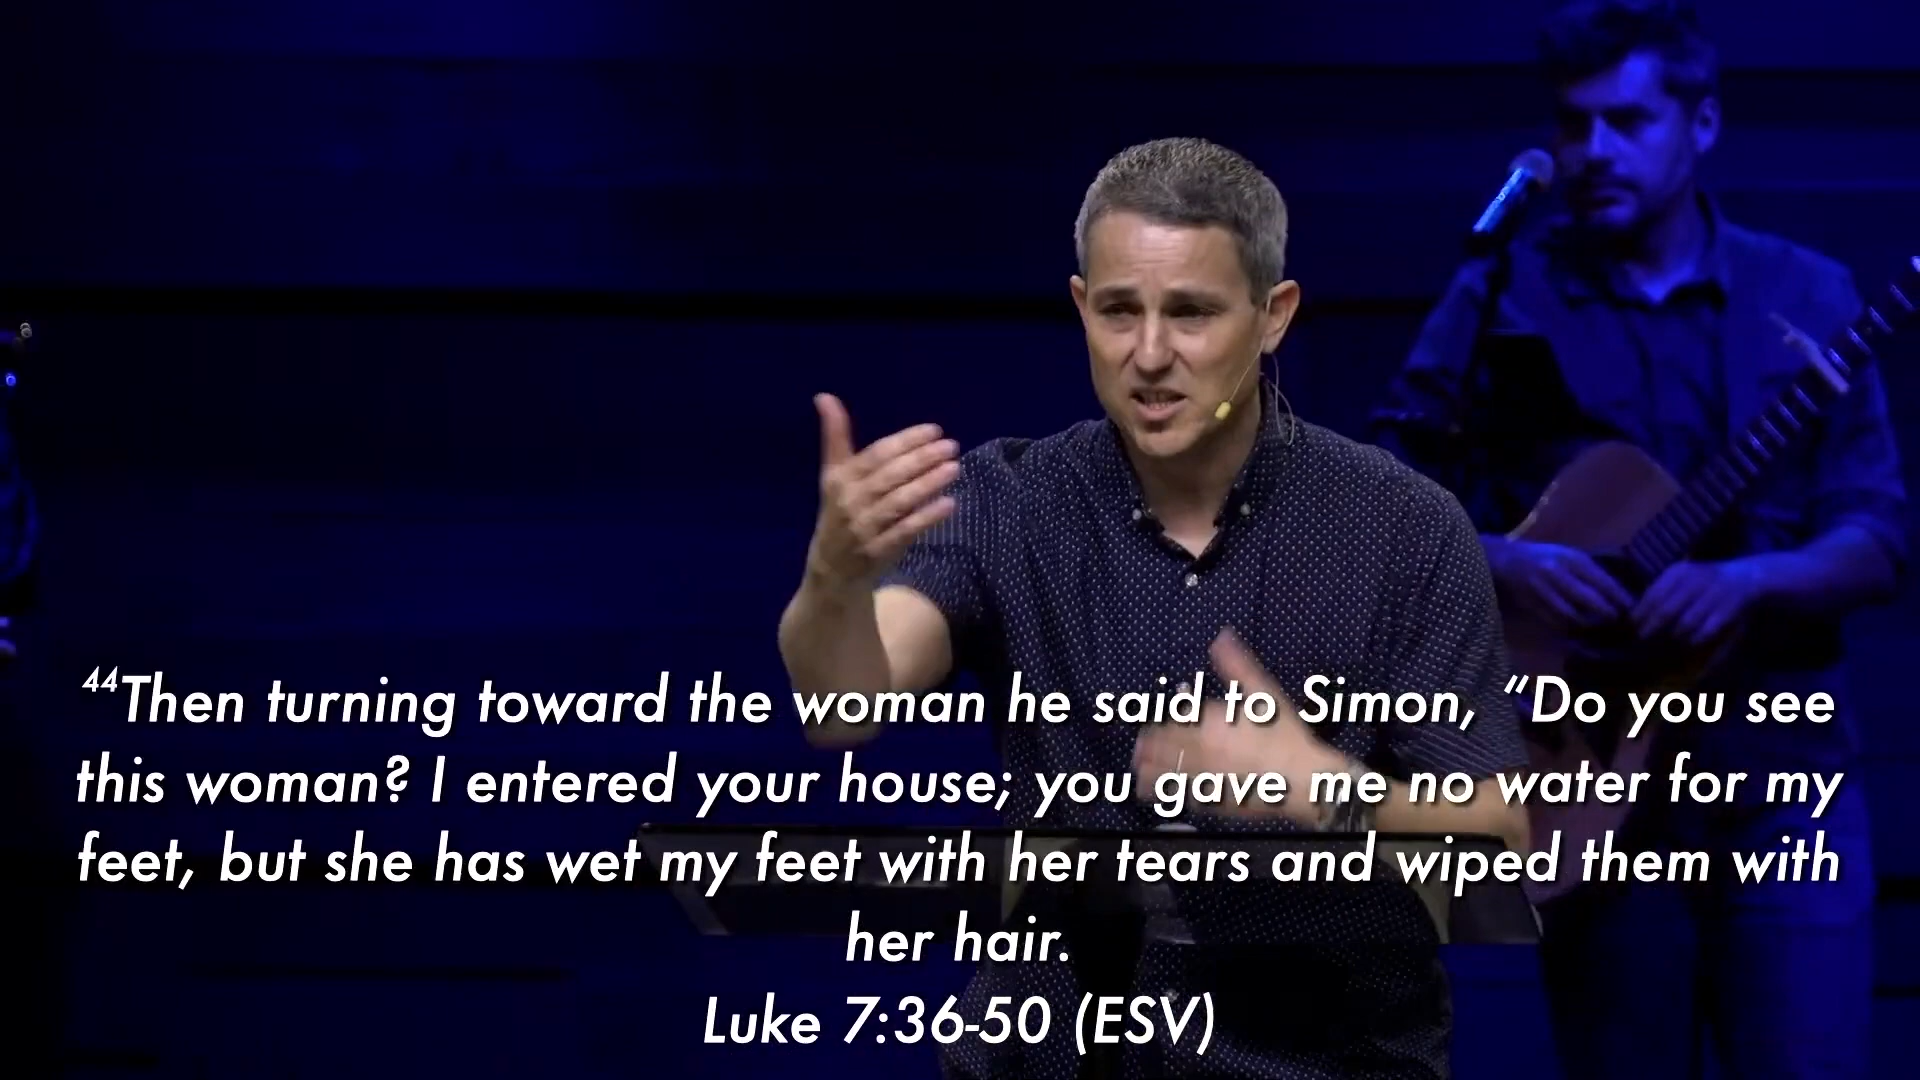 ⁴⁴Then turning toward the woman he said to Simon, “Do you see
this woman? I entered your house; you gave me no water for my
feet, but she has wet my feet with her tears and wiped them with
her hair.
Luke 7:36-50 (ESV)